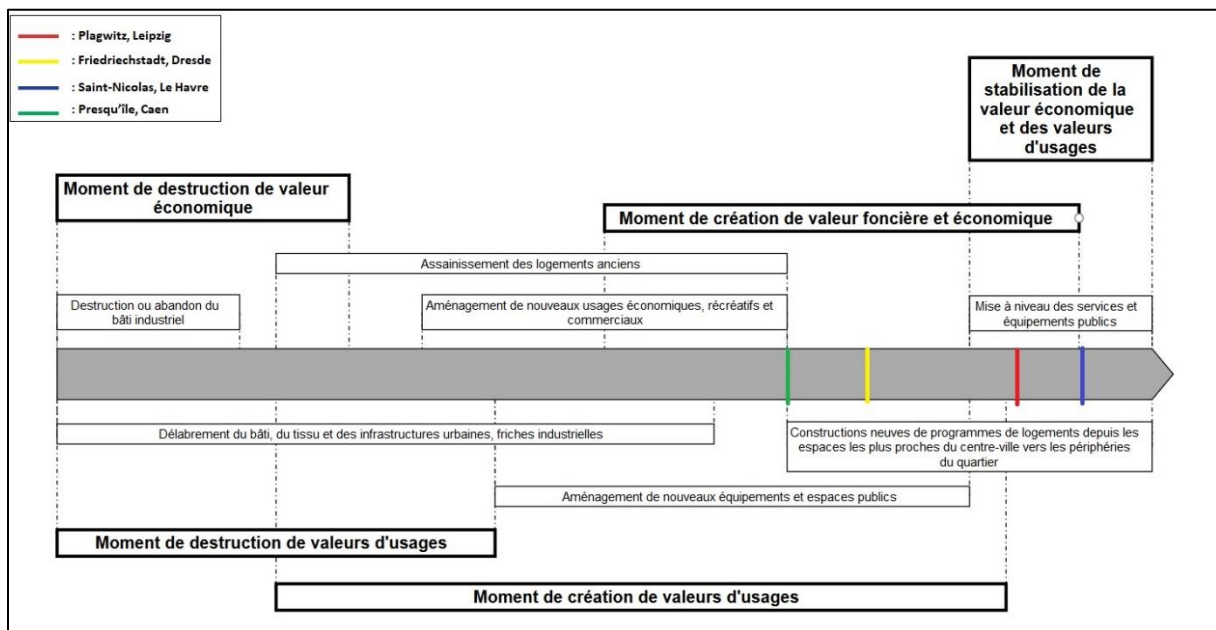 : Plagwitz, Leipzig
: Friedriechstadt, Dresde
: Saint-Nicolas, Le Havre
: Presqu'île, Caen
Moment de
stabilisation de la
valeur économique
et des valeurs
d'usages
Moment de destruction de valeur
économique
Moment de création de valeur foncière et économique
Assainissement des logements anciens
Destruction ou abandon du
bâti industriel
Aménagement de nouveaux usages économiques, récréatifs et
commerciaux
Mise à niveau des services et
équipements publics
Délabrement du bâti, du tissu et des infrastructures urbaines, friches industrielles
Constructions neuves de programmes de logements depuis les
espaces les plus proches du centre-ville vers les périphéries
du quartier
Aménagement de nouveaux équipements et espaces publics
Moment de destruction de valeurs d'usages
Moment de création de valeurs d'usages